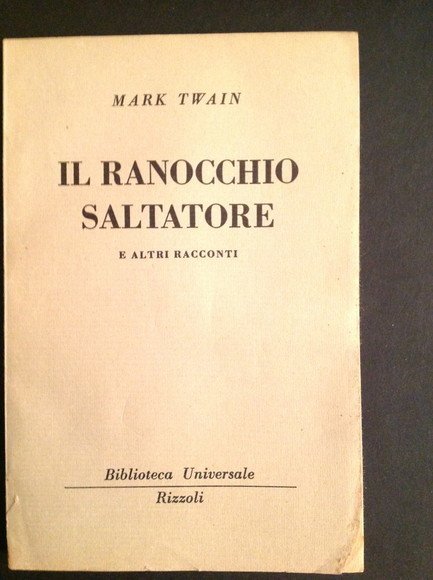 MARK TWAIN
IL RANOCCHIO
SALTATORE
E ALTRI RACCONTI
Biblioteca Universale
Rizzoli